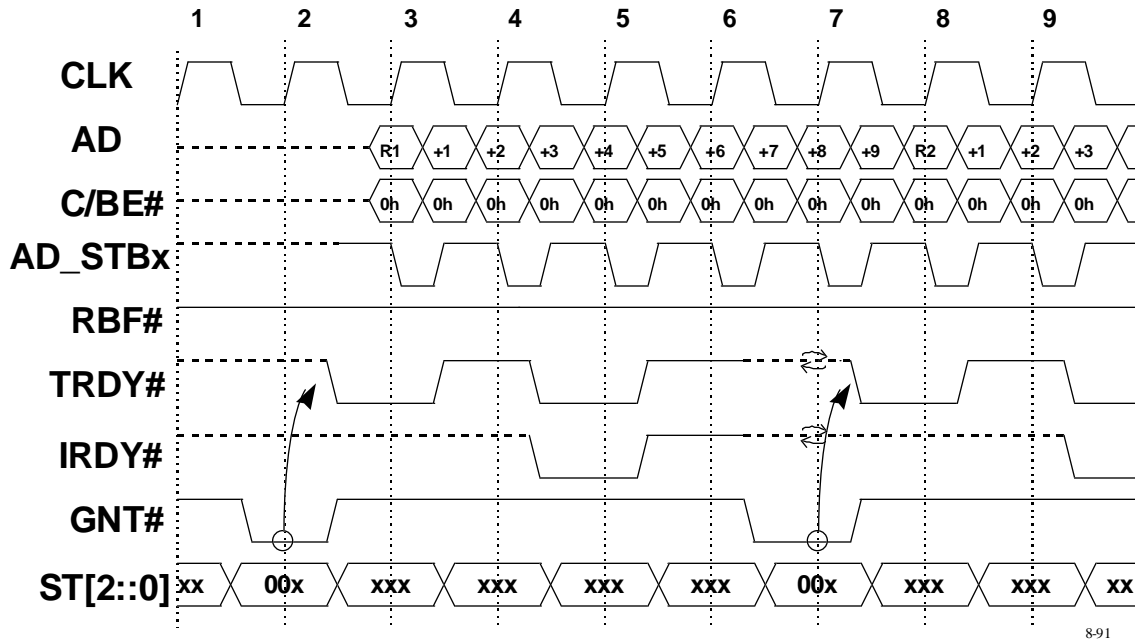 1 2 3 4 5 6 7 8 9
CLK
AD R1 +1 +2 +3 +4 +5 +6 +7 +8 +9 R2 +1 +2 +3
C/BE# 0h 0h 0h 0h 0h 0h 0h 0h 0h 0h 0h 0h 0h 0h
AD_STBx
RBF#
TRDY#
IRDY#
GNT#
ST[2::0] xx 00x xxx xxx xxx xxx 00x xxx xxx xx
8-91